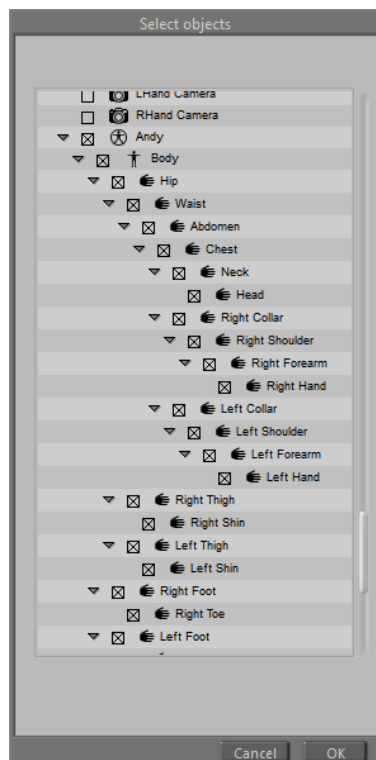 Select objects
LHand Camera
RHand Camera
Andy
Body
Hip
Waist
Abdomen
Chest
Neck
Head
Right Collar
Right Shoulder
Right Forearm
Right Hand
Left Collar
Left Shoulder
Left Forearm
Left Hand
Right Thigh
Right Shin
Left Thigh
Left Shin
Right Foot
Right Toe
Left Foot
Cancel OK